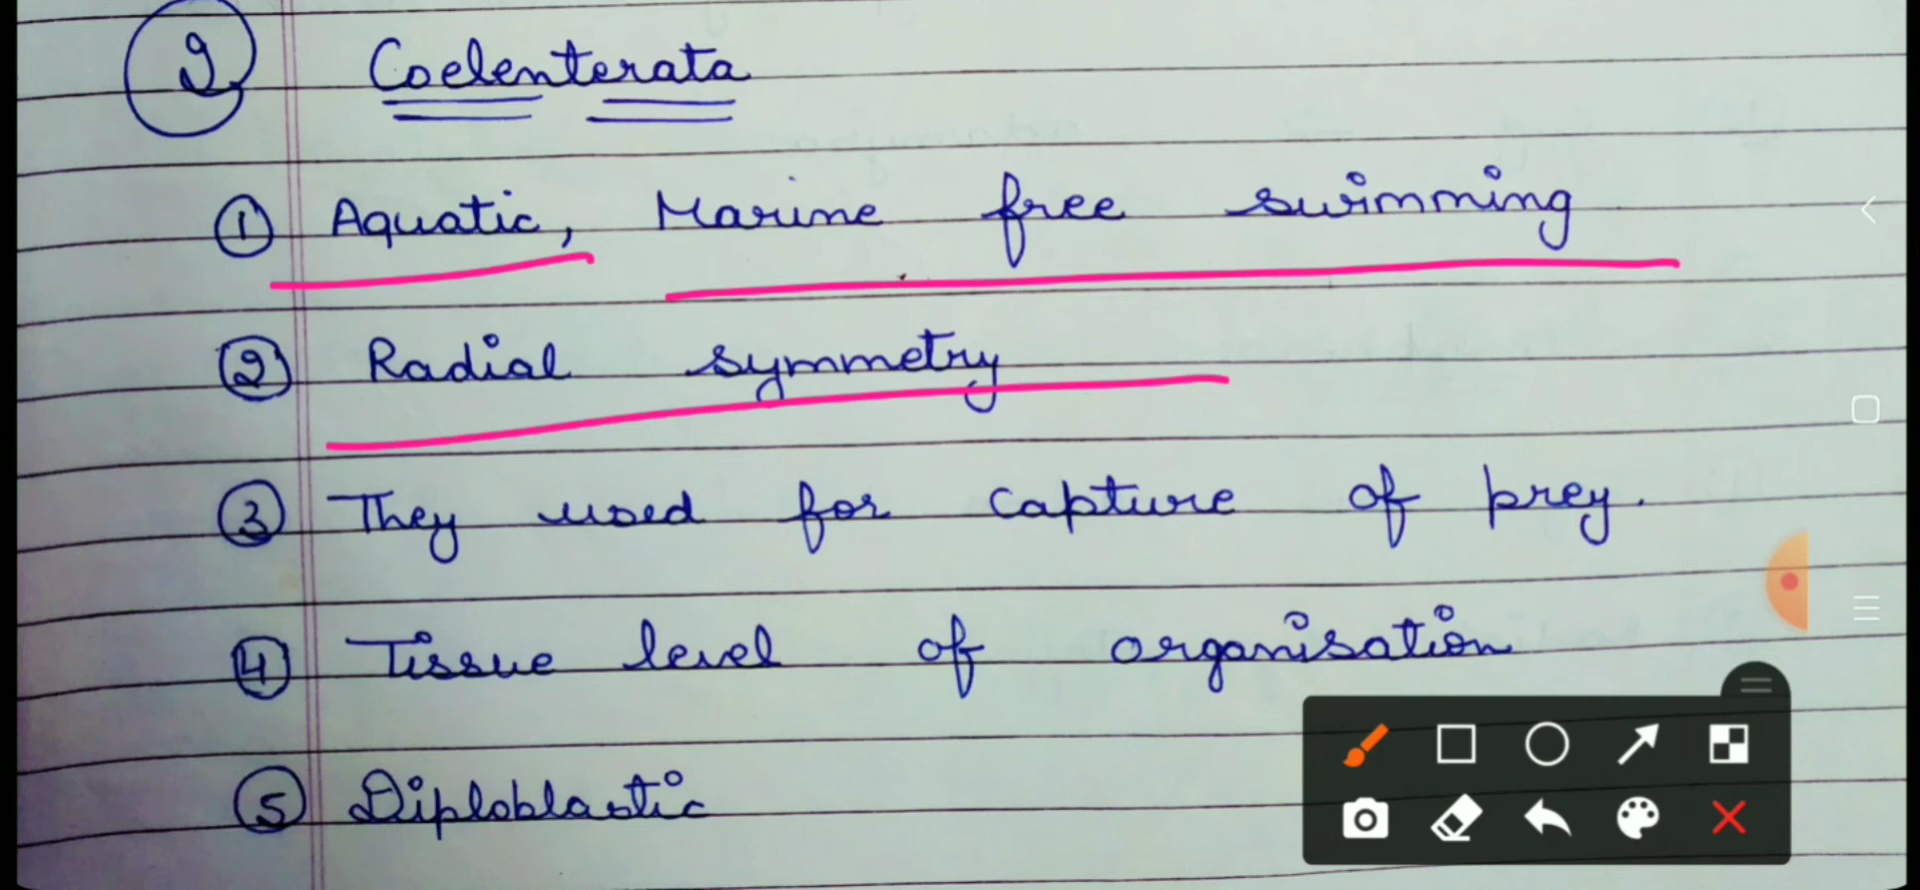 2 Coelenterata
1 Aquatic, Marine free swimming
2 Radial symmetry
3 They used for capture of prey.
4 Tissue level of organisation
5 Diploblastic